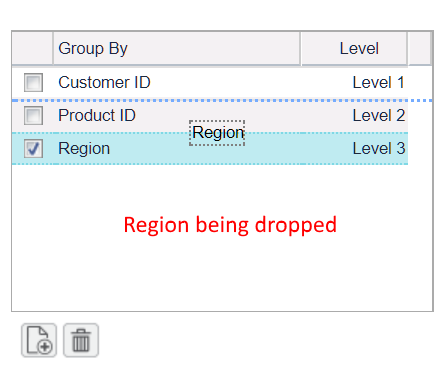 Group By Level
Customer ID Level 1
Product ID Level 2
Region
Region Level 3
Region being dropped